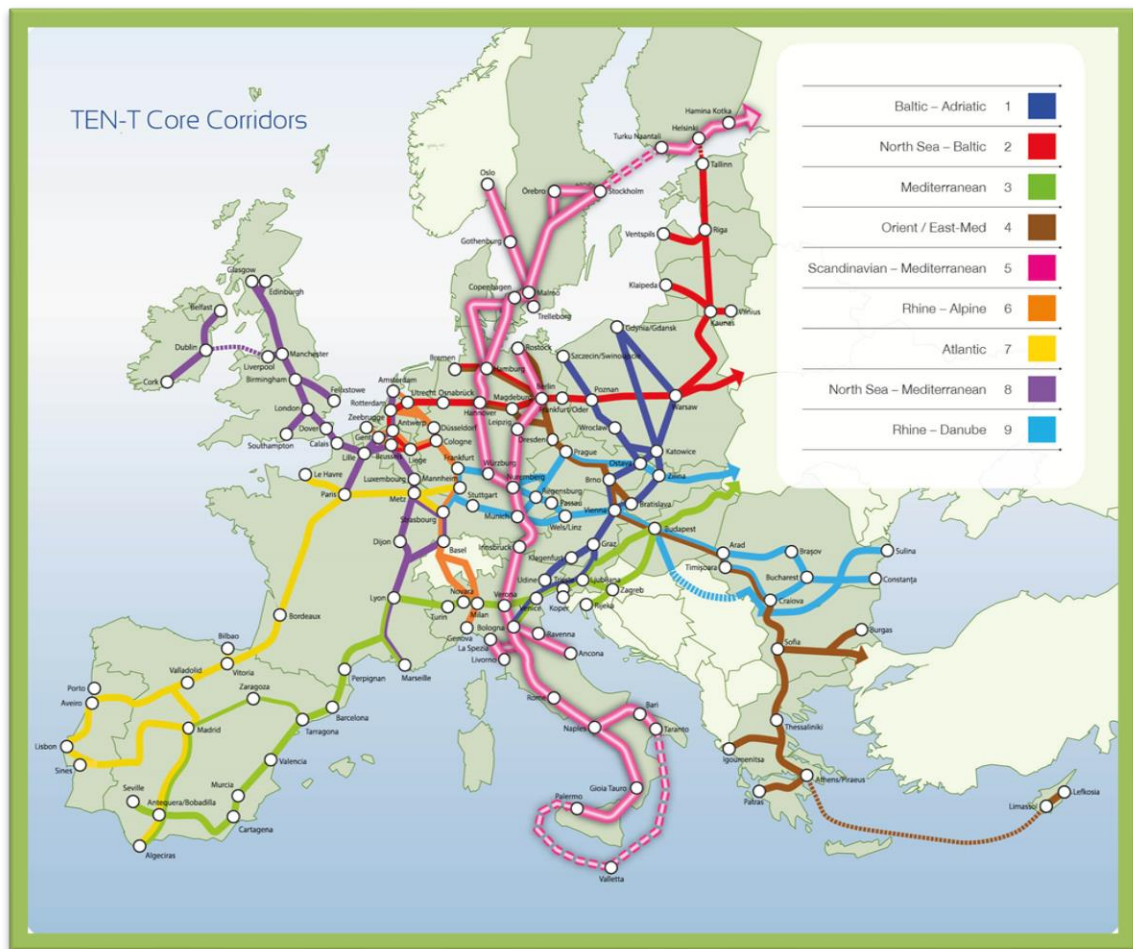 TEN-T Core Corridors
Baltic – Adriatic 1
North Sea – Baltic 2
Mediterranean 3
Orient / East-Med 4
Scandinavian – Mediterranean 5
Rhine – Alpine 6
Atlantic 7
North Sea – Mediterranean 8
Rhine – Danube 9
Hamina Kotka
Helsinki
Turku Naantali
Tallinn
Oslo
Örebro
Stockholm
Gothenburg
Ventspils
Riga
Klaipeda
Kaunes
Vilnius
Copenhagen
Malmö
Trelleborg
Glasgow
Edinburgh
Belfast
Dublin
Cork
Liverpool
Manchester
Birmingham
Felixstowe
London
Dover
Southampton
Calais
Gdynia/Gdansk
Rostock
Szczecin/Swinoujscie
Bremen
Hamburg
Berlin
Poznan
Warsaw
Frankfurt/Oder
Amsterdam
Utrecht
Osnabrück
Magdeburg
Rotterdam
Hannover
Zeebrugge
Antwerp
Düsseldorf
Leipzig
Wroclaw
Gent
Cologne
Dresden
Brussels
Liege
Lille
Katowice
Prague
Ostava
Frankfurt
Würzburg
Le Havre
Luxembourg
Mannheim
Nuremberg
Brno
Zilina
Paris
Metz
Stuttgart
Passau
Strasbourg
Munich
Wels/Linz
Vienna
Bratislava
Budapest
Dijon
Basel
Innsbruck
Graz
Klagenfurt
Arad
Timişoara
Braşov
Sulina
Bucharest
Constanţa
Craiova
Udine
Ljubliana
Zagreb
Novara
Milan
Verona
Venice
Koper
Rijeka
Lyon
Turin
Genova
Bologna
Ravenna
La Spezia
Livorno
Ancona
Bordeaux
Bilbao
Vitoria
Valladolid
Marseille
Perpignan
Sofia
Burgas
Porto
Aveiro
Zaragoza
Barcelona
Tarragona
Madrid
Rome
Bari
Naples
Taranto
Lisbon
Sines
Valencia
Thessaloniki
Igoumenitsa
Seville
Murcia
Antequera/Bobadilla
Cartagena
Algeciras
Palermo
Gioia Tauro
Patras
Athens/Piraeus
Limassol
Lefkosia
Valletta